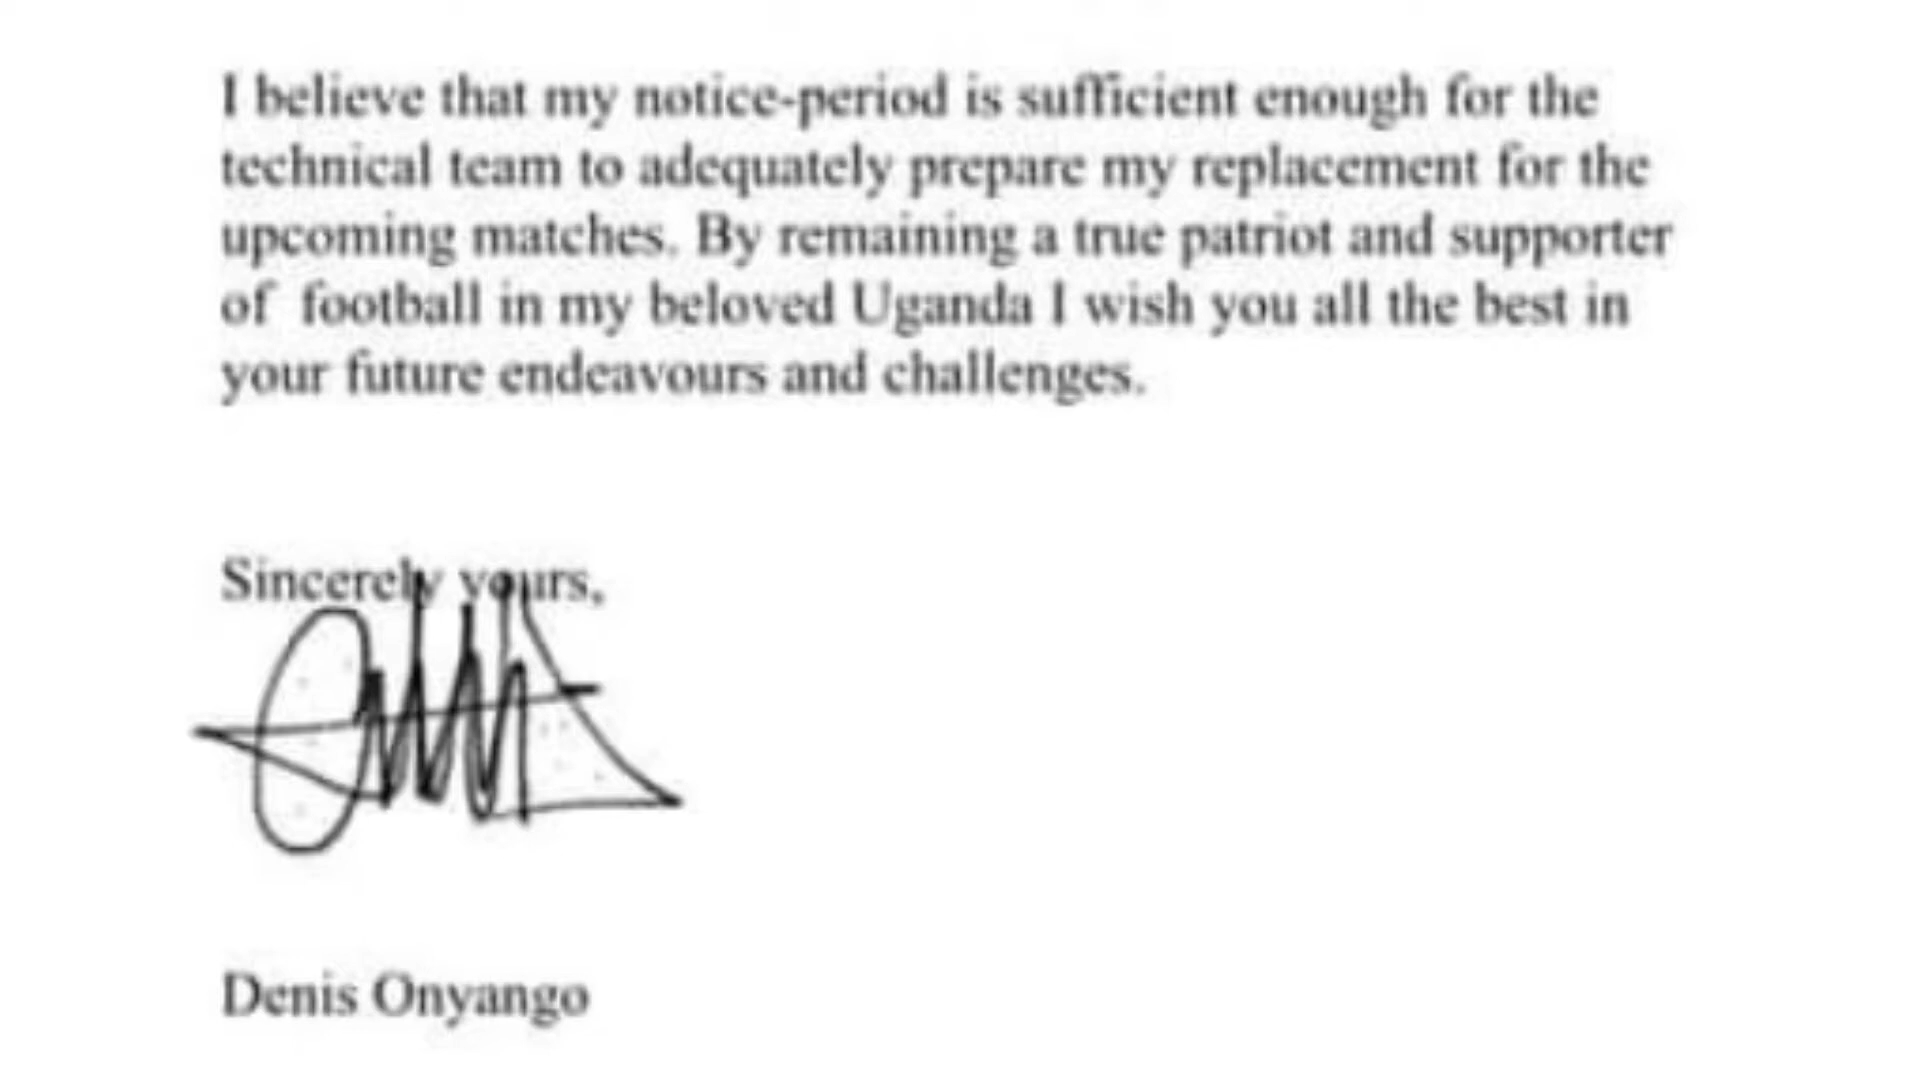 I believe that my notice-period is sufficient enough for the
technical team to adequately prepare my replacement for the
upcoming matches. By remaining a true patriot and supporter
of football in my beloved Uganda I wish you all the best in
your future endeavours and challenges.
Sincerely yours,
Denis Onyango